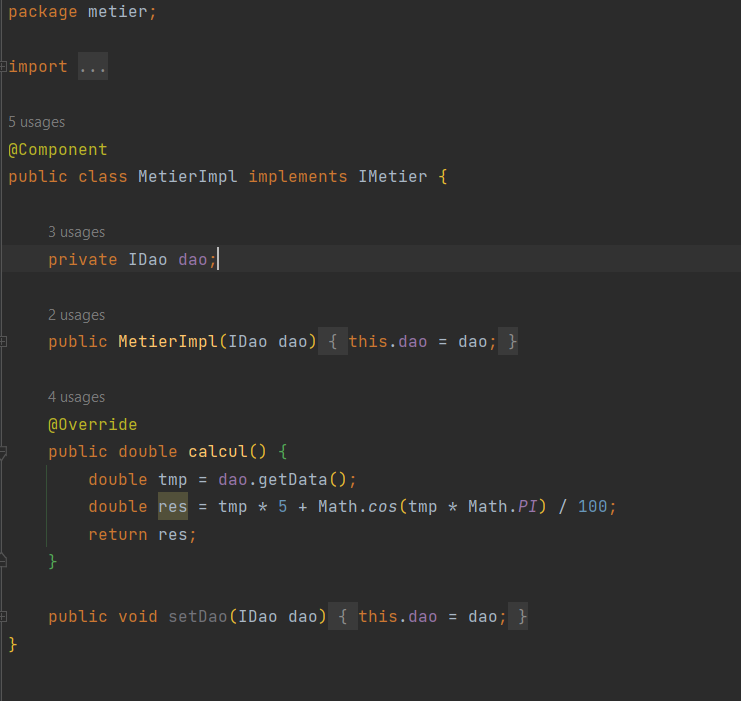 package metier;
import ...
5 usages
@Component
public class MetierImpl implements IMetier {
3 usages
private IDao dao;
2 usages
public MetierImpl(IDao dao) { this.dao = dao; }
4 usages
@Override
public double calcul() {
double tmp = dao.getData();
double res = tmp * 5 + Math.cos(tmp * Math.PI) / 100;
return res;
}
public void setDao(IDao dao) { this.dao = dao; }
}